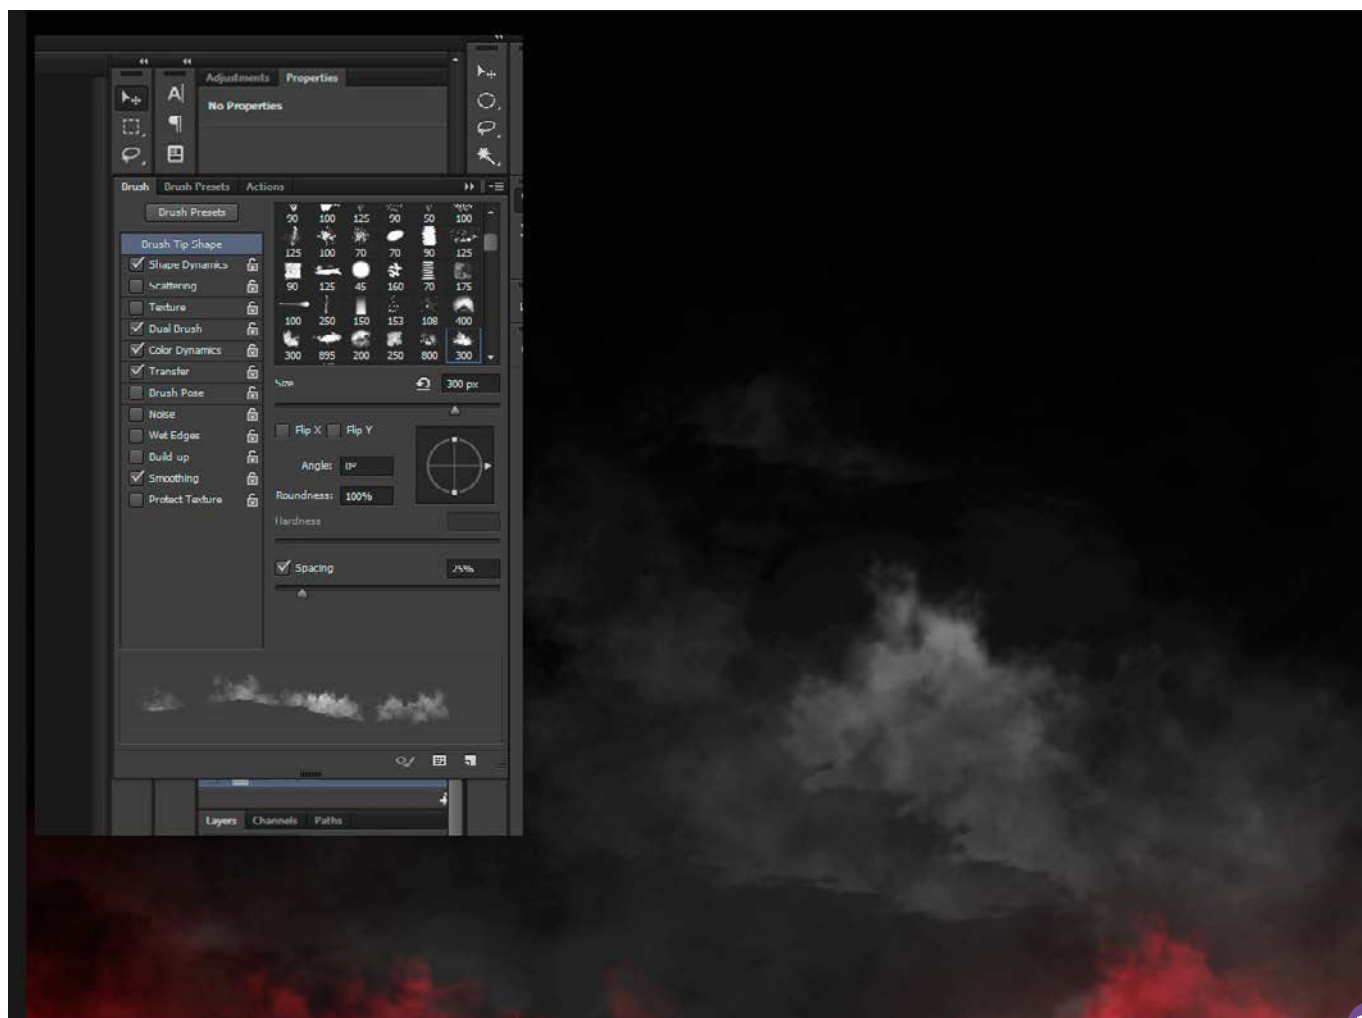 Adjustments Properties
A|
No Properties
Brush Brush Presets Actions
Brush Presets
90 100 125 90 50 100
125 100 70 70 90 125
90 125 45 160 70 175
100 250 150 153 108 400
300 895 200 250 800 300
Brush Tip Shape
Shape Dynamics
Scattering
Texture
Dual Brush
Color Dynamics
Transfer
Brush Pose
Noise
Wet Edges
Build up
Smoothing
Protect Texture
Size 300 px
Flip X Flip Y
Angle: 0°
Roundness: 100%
Hardness
Spacing 25%
Layers Channels Paths